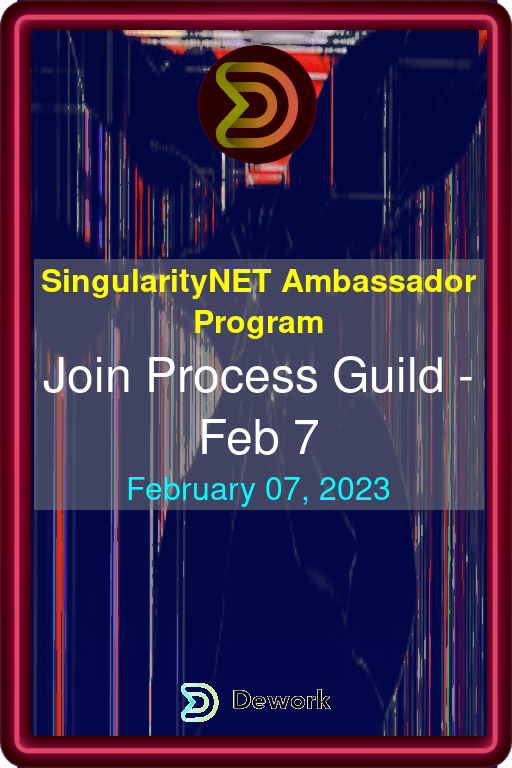 SingularityNET Ambassador
Program
Join Process Guild -
Feb 7
February 07, 2023
Dework